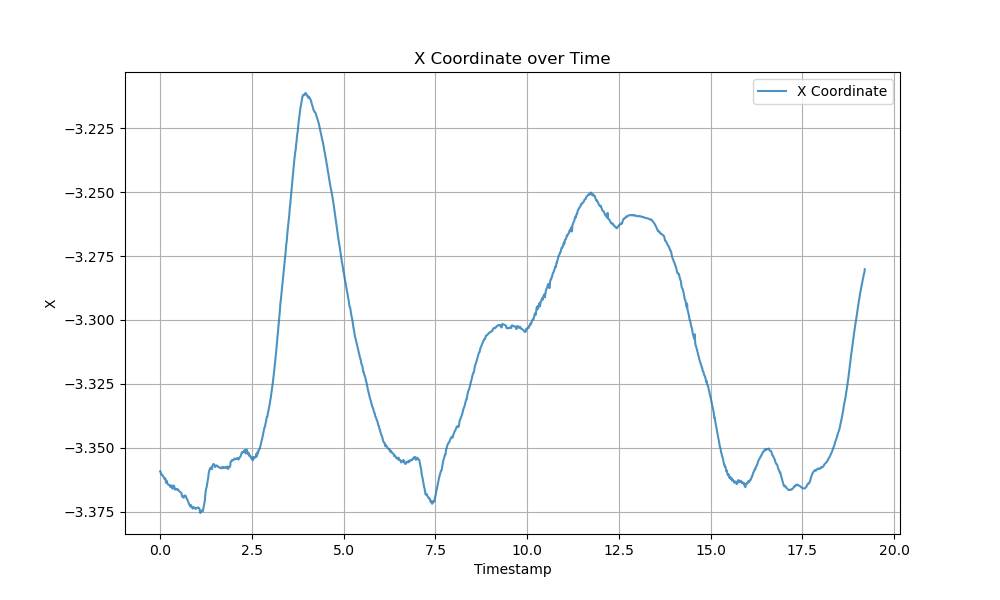 X Coordinate over Time
X Coordinate
−3.225
−3.250
−3.275
−3.300
−3.325
−3.350
−3.375
X
0.0 2.5 5.0 7.5 10.0 12.5 15.0 17.5 20.0
Timestamp